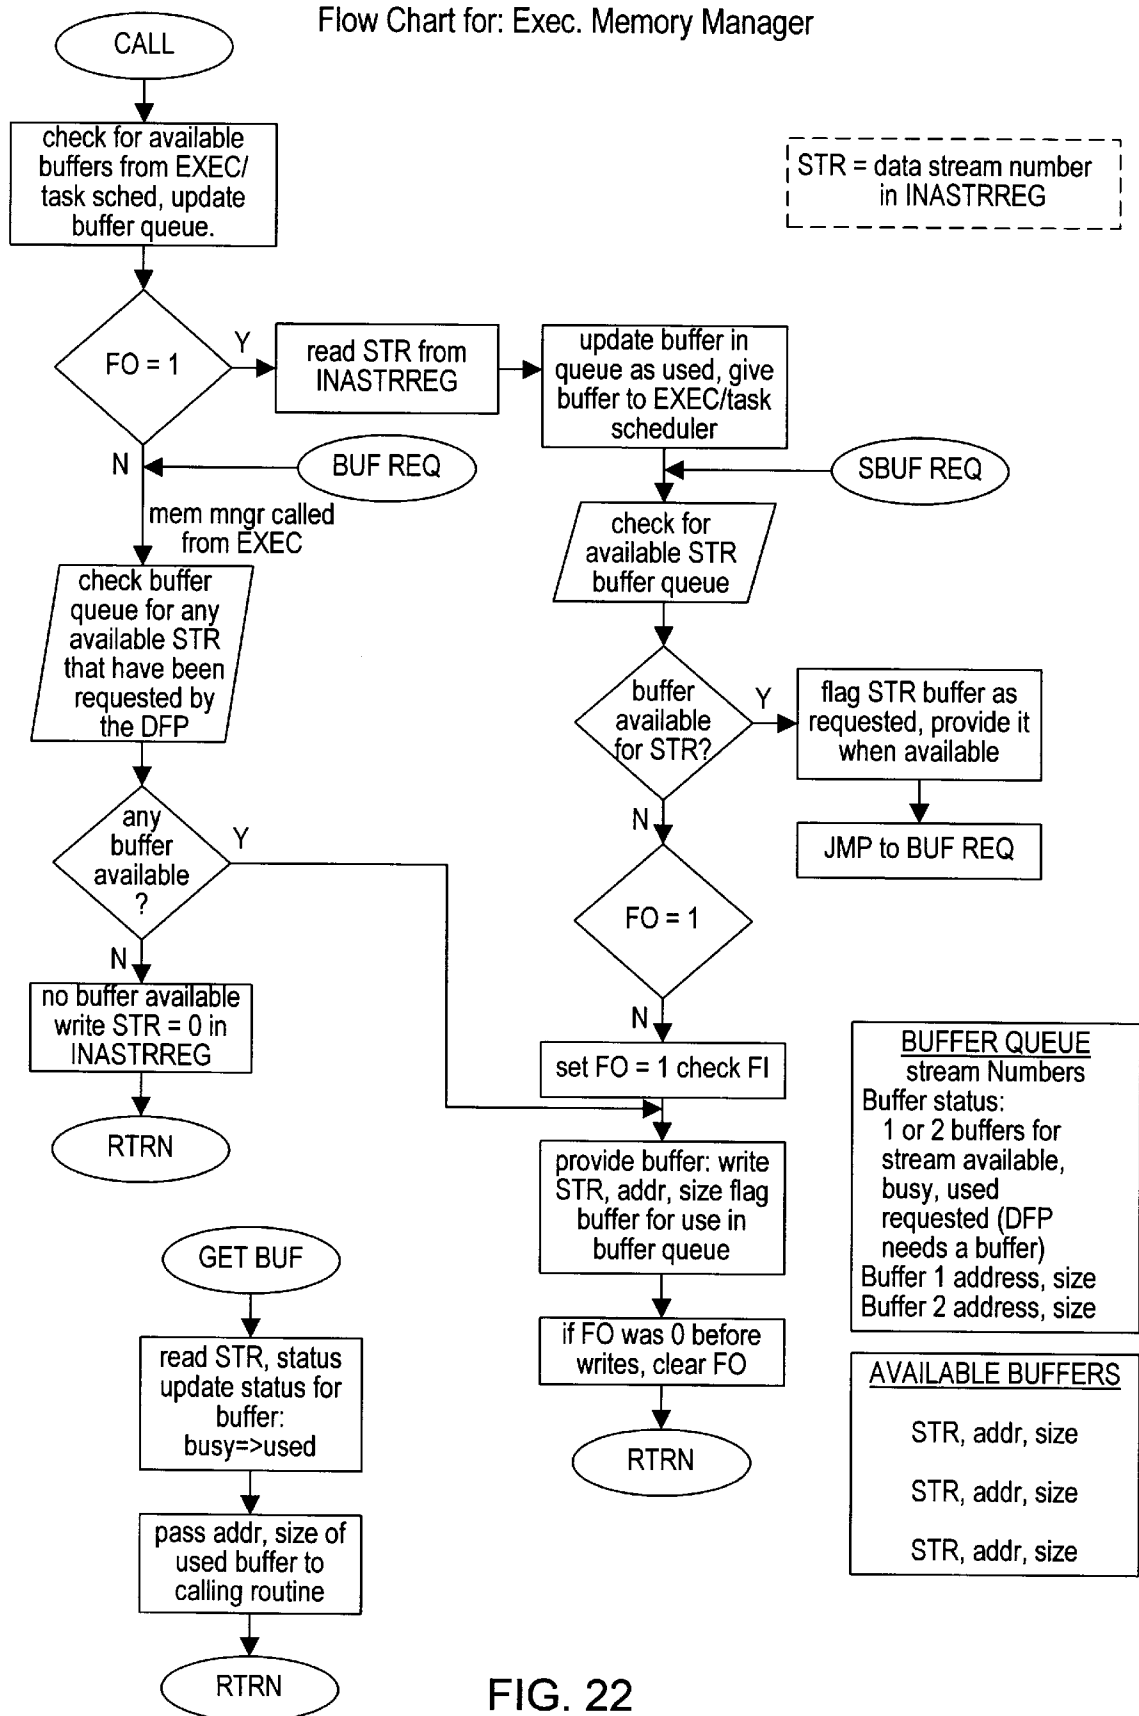 Flow Chart for: Exec. Memory Manager
CALL
check for available
buffers from EXEC/
task sched, update
buffer queue.
STR = data stream number
in INASTRREG
FO = 1
Y
read STR from
INASTRREG
update buffer in
queue as used, give
buffer to EXEC/task
scheduler
N
BUF REQ
SBUF REQ
mem mngr called
from EXEC
check for
available STR
buffer queue
check buffer
queue for any
available STR
that have been
requested by
the DFP
buffer
available
for STR?
Y
flag STR buffer as
requested, provide it
when available
N
JMP to BUF REQ
any
buffer
available
?
Y
FO = 1
N
no buffer available
write STR = 0 in
INASTRREG
N
set FO = 1 check FI
RTRN
provide buffer: write
STR, addr, size flag
buffer for use in
buffer queue
BUFFER QUEUE
stream Numbers
Buffer status:
1 or 2 buffers for
stream available,
busy, used
requested (DFP
needs a buffer)
Buffer 1 address, size
Buffer 2 address, size
GET BUF
read STR, status
update status for
buffer:
busy=>used
if FO was 0 before
writes, clear FO
RTRN
AVAILABLE BUFFERS
STR, addr, size
STR, addr, size
STR, addr, size
pass addr, size of
used buffer to
calling routine
RTRN
FIG. 22